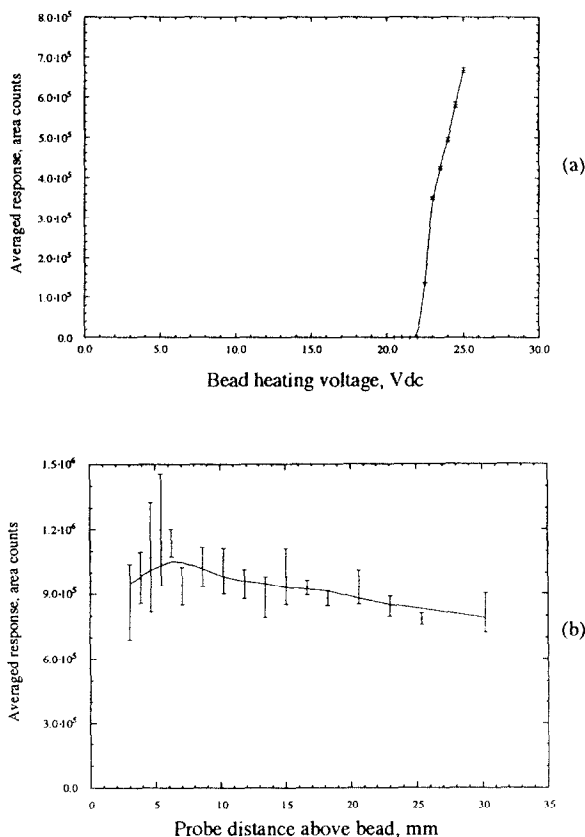 8.0·10⁵
7.0·10⁵
6.0·10⁵
5.0·10⁵
4.0·10⁵
3.0·10⁵
2.0·10⁵
1.0·10⁵
0.0
Averaged response, area counts
0.0 5.0 10.0 15.0 20.0 25.0 30.0
Bead heating voltage, Vdc
(a)
1.5·10⁶
1.2·10⁶
9.0·10⁵
6.0·10⁵
3.0·10⁵
0.0
Averaged response, area counts
0 5 10 15 20 25 30 35
Probe distance above bead, mm
(b)